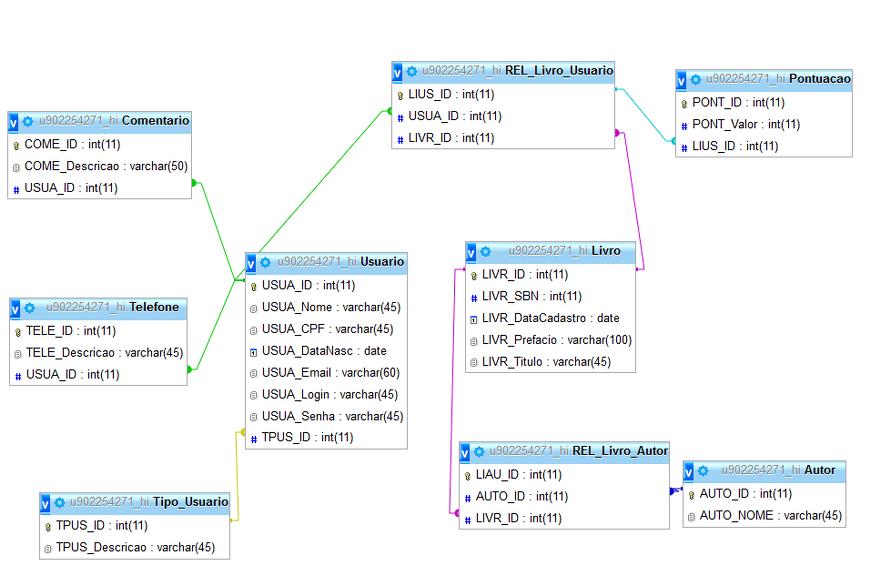 u902254271_hi.REL_Livro_Usuario
LIUS_ID : int(11)
USUA_ID : int(11)
LIVR_ID : int(11)
u902254271_hi.Pontuacao
PONT_ID : int(11)
PONT_Valor : int(11)
LIUS_ID : int(11)
u902254271_hi.Comentario
COME_ID : int(11)
COME_Descricao : varchar(50)
USUA_ID : int(11)
u902254271_hi.Usuario
USUA_ID : int(11)
USUA_Nome : varchar(45)
USUA_CPF : varchar(45)
USUA_DataNasc : date
USUA_Email : varchar(60)
USUA_Login : varchar(45)
USUA_Senha : varchar(45)
TPUS_ID : int(11)
u902254271_hi.Livro
LIVR_ID : int(11)
LIVR_SBN : int(11)
LIVR_DataCadastro : date
LIVR_Prefacio : varchar(100)
LIVR_Titulo : varchar(45)
u902254271_hi.Telefone
TELE_ID : int(11)
TELE_Descricao : varchar(45)
USUA_ID : int(11)
u902254271_hi.REL_Livro_Autor
LIAU_ID : int(11)
AUTO_ID : int(11)
LIVR_ID : int(11)
u902254271_hi.Autor
AUTO_ID : int(11)
AUTO_NOME : varchar(45)
u902254271_hi.Tipo_Usuario
TPUS_ID : int(11)
TPUS_Descricao : varchar(45)